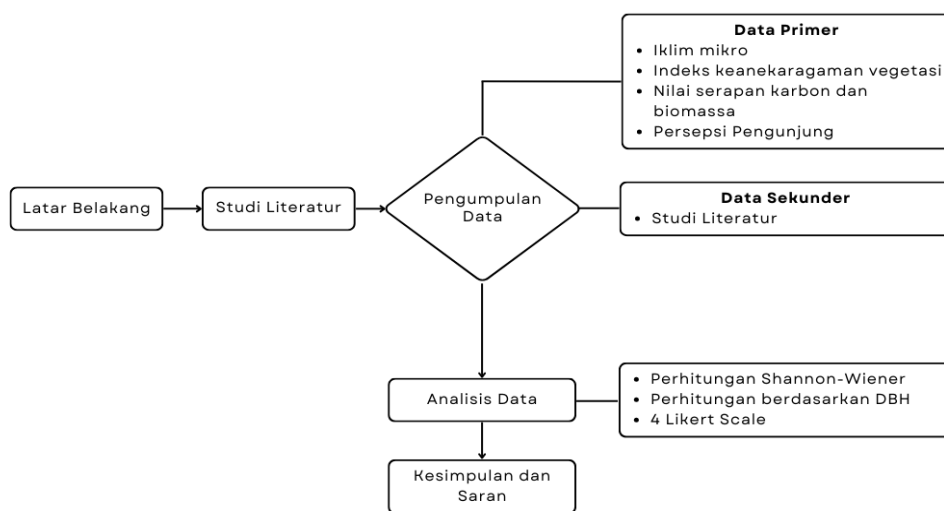 Latar Belakang
Studi Literatur
Pengumpulan
Data
Data Primer
• Iklim mikro
• Indeks keanekaragaman vegetasi
• Nilai serapan karbon dan
biomassa
• Persepsi Pengunjung
Data Sekunder
• Studi Literatur
Analisis Data
• Perhitungan Shannon-Wiener
• Perhitungan berdasarkan DBH
• 4 Likert Scale
Kesimpulan dan
Saran